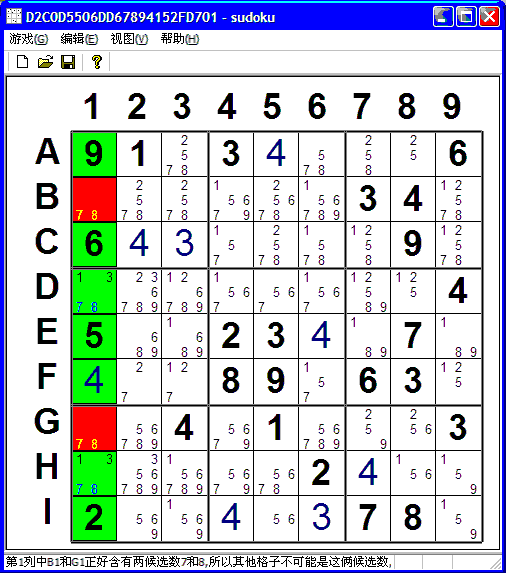 D2C0D5506DD67894152FD701 - sudoku
游戏(G) 编辑(E) 视图(V) 帮助(H)
1 2 3 4 5 6 7 8 9
2 2 2
A 9 1 5 3 4 5 5 5 6
7 8 7 8 8
2 2 1 2 1 1 2
B 5 5 5 6 5 6 5 6 3 4 5
7 8 7 8 7 8 9 7 8 7 8 9 7 8
1 2 1 1 2 1 2
C 6 4 3 5 5 5 5 9 5
7 7 8 7 8 8 7 8
1 3 2 3 1 2 1 1 1 2 1 2
D 6 6 5 6 5 6 5 6 5 5 4
7 8 7 8 9 7 8 9 7 7 7 8 9
1 1 1
E 5 6 6 2 3 4 7
8 9 8 9 8 9 8 9
2 1 2 1 1 2
F 4 8 9 5 6 3 5
7 7 7
2 2
G 5 6 4 5 6 1 5 6 5 5 6 3
7 8 7 8 9 7 9 7 8 9 9
1 3 3 1 1 1
H 5 6 5 6 5 6 5 6 2 4 5 6 5
7 8 7 8 9 7 8 9 7 9 7 8 9
1 1
I 2 5 6 5 6 4 5 6 3 7 8 5
9 9 9
第1列中B1和G1正好含有两候选数7和8,所以其他格子不可能是这俩候选数,